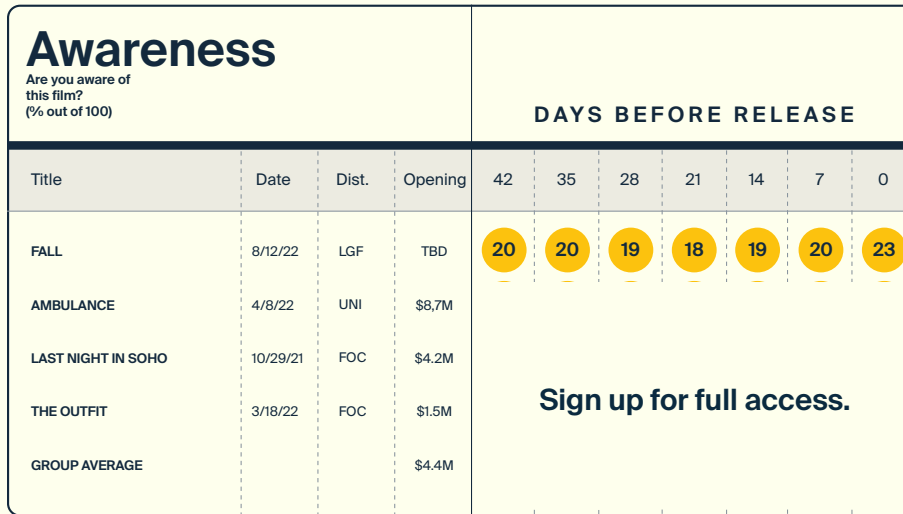 Awareness
Are you aware of
this film?
(% out of 100)
DAYS BEFORE RELEASE
Title Date Dist. Opening 42 35 28 21 14 7 0
FALL 8/12/22 LGF TBD 20 20 19 18 19 20 23
AMBULANCE 4/8/22 UNI $8,7M
LAST NIGHT IN SOHO 10/29/21 FOC $4.2M
Sign up for full access.
THE OUTFIT 3/18/22 FOC $1.5M
GROUP AVERAGE $4.4M